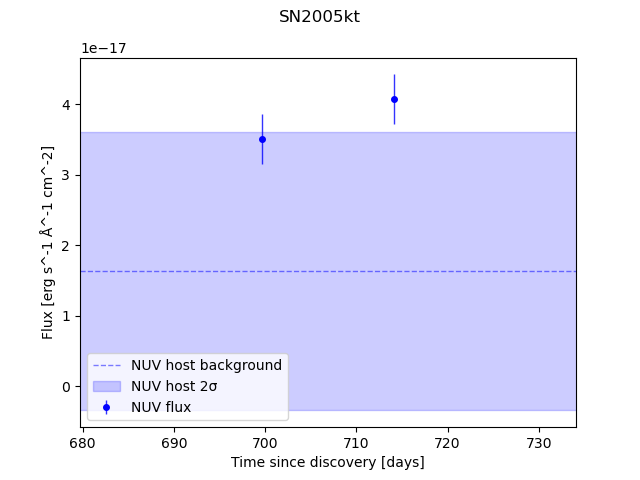 SN2005kt
1e−17
4
3
2
1
0
Flux [erg s^-1 Å^-1 cm^-2]
NUV host background
NUV host 2σ
NUV flux
680 690 700 710 720 730
Time since discovery [days]